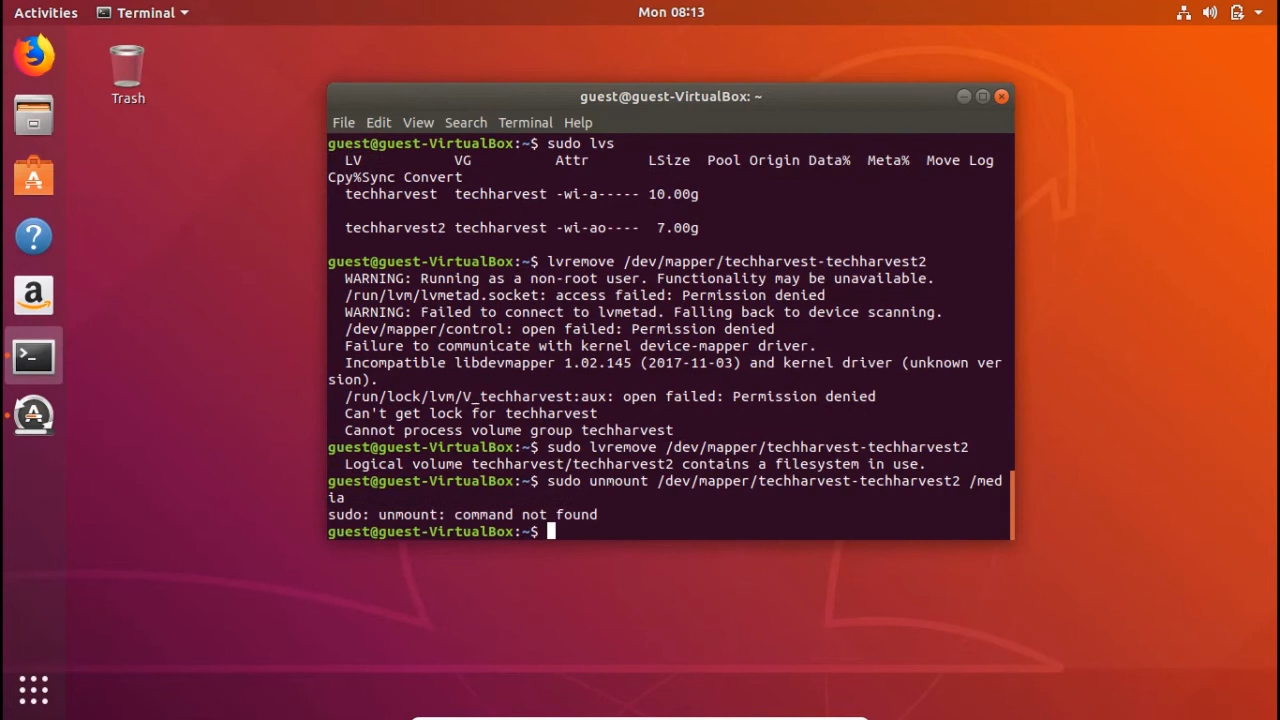 Activities Terminal Mon 08:13
Trash
guest@guest-VirtualBox: ~
File Edit View Search Terminal Help
guest@guest-VirtualBox:~$ sudo lvs
LV VG Attr LSize Pool Origin Data% Meta% Move Log
Cpy%Sync Convert
techharvest techharvest -wi-a----- 10.00g
techharvest2 techharvest -wi-ao---- 7.00g
guest@guest-VirtualBox:~$ lvremove /dev/mapper/techharvest-techharvest2
WARNING: Running as a non-root user. Functionality may be unavailable.
/run/lvm/lvmetad.socket: access failed: Permission denied
WARNING: Failed to connect to lvmetad. Falling back to device scanning.
/dev/mapper/control: open failed: Permission denied
Failure to communicate with kernel device-mapper driver.
Incompatible libdevmapper 1.02.145 (2017-11-03) and kernel driver (unknown ver
sion).
/run/lock/lvm/V_techharvest:aux: open failed: Permission denied
Can't get lock for techharvest
Cannot process volume group techharvest
guest@guest-VirtualBox:~$ sudo lvremove /dev/mapper/techharvest-techharvest2
Logical volume techharvest/techharvest2 contains a filesystem in use.
guest@guest-VirtualBox:~$ sudo unmount /dev/mapper/techharvest-techharvest2 /med
ia
sudo: unmount: command not found
guest@guest-VirtualBox:~$